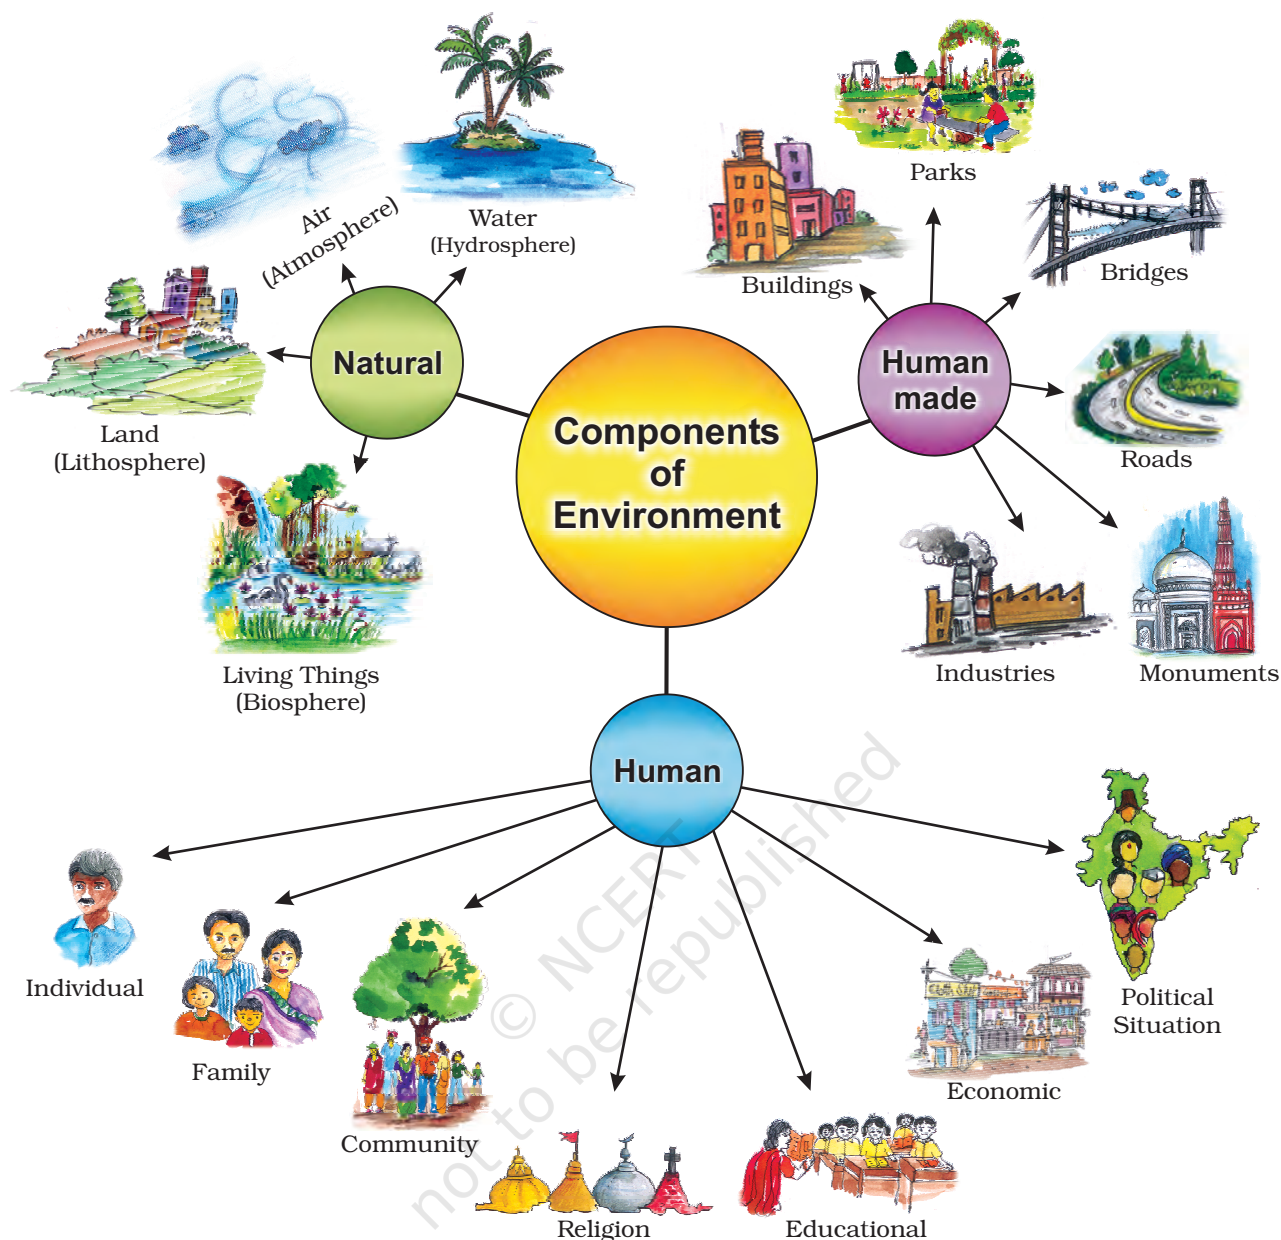 Air
(Atmosphere)
Water
(Hydrosphere)
Parks
Buildings
Bridges
Natural
Human
made
Components
of
Environment
Land
(Lithosphere)
Roads
Living Things
(Biosphere)
Industries
Monuments
Human
Individual
Family
Community
Religion
Educational
Economic
Political
Situation
© NCERT
not to be republished